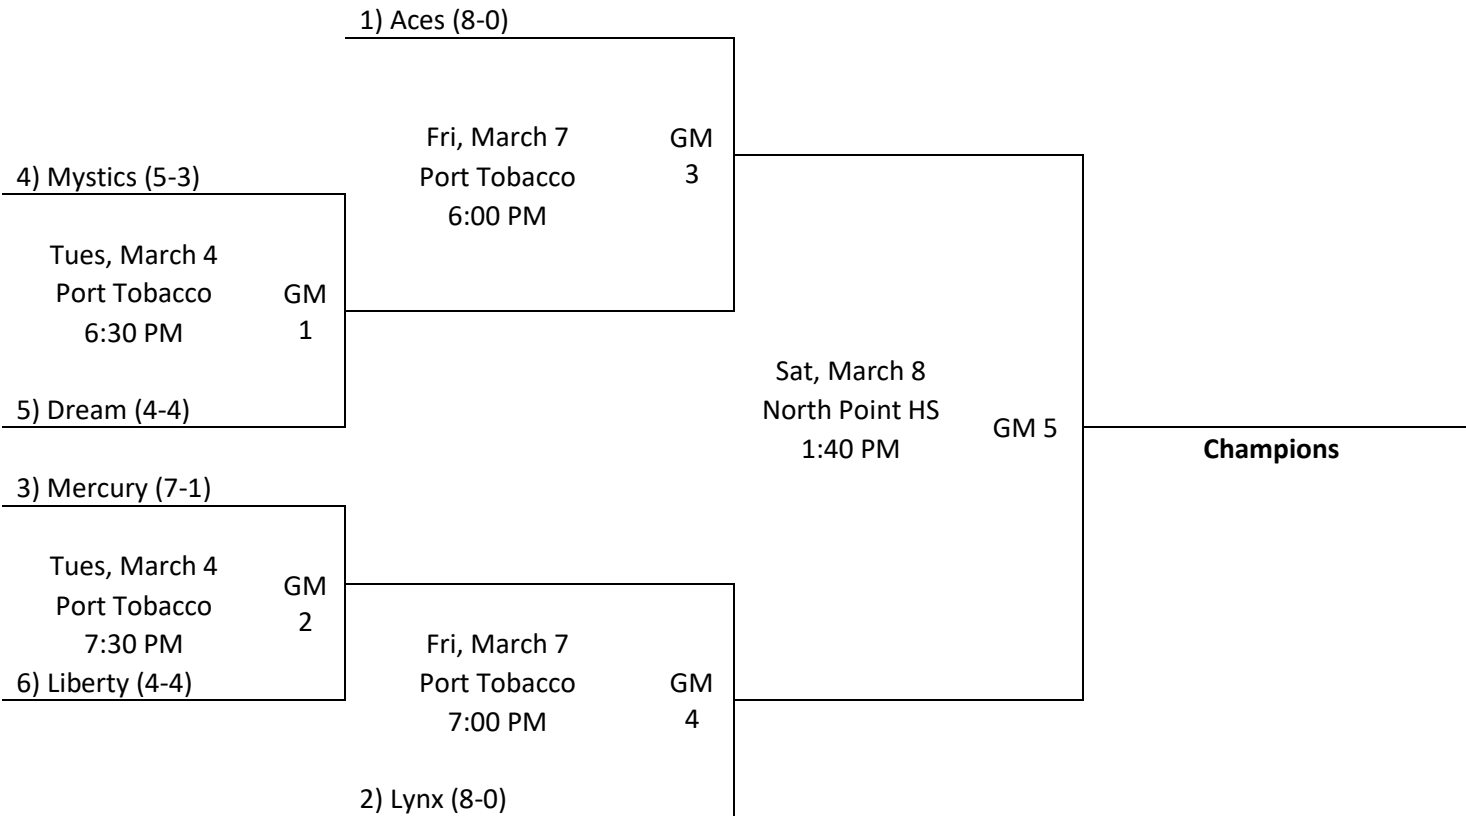 1) Aces (8-0)
Fri, March 7
Port Tobacco
6:00 PM
GM
3
4) Mystics (5-3)
Tues, March 4
Port Tobacco
6:30 PM
GM
1
5) Dream (4-4)
Sat, March 8
North Point HS
1:40 PM
GM 5
Champions
3) Mercury (7-1)
Tues, March 4
Port Tobacco
7:30 PM
GM
2
6) Liberty (4-4)
Fri, March 7
Port Tobacco
7:00 PM
GM
4
2) Lynx (8-0)